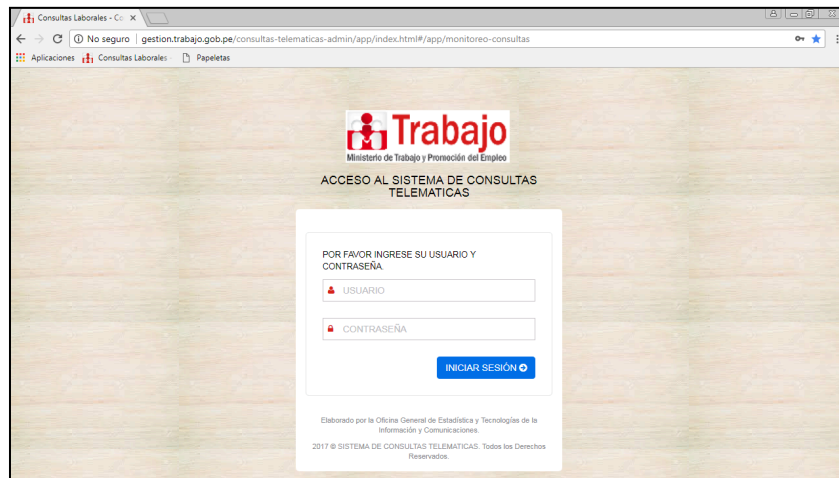 Consultas Laborales - Co
No seguro | gestion.trabajo.gob.pe/consultas-telematicas-admin/app/index.html#/app/monitoreo-consultas
Aplicaciones Consultas Laborales - Papeletas
Trabajo
Ministerio de Trabajo y Promoción del Empleo
ACCESO AL SISTEMA DE CONSULTAS
TELEMATICAS
POR FAVOR INGRESE SU USUARIO Y
CONTRASEÑA.
USUARIO
CONTRASEÑA
INICIAR SESIÓN
Elaborado por la Oficina General de Estadística y Tecnologías de la
Información y Comunicaciones.
2017 © SISTEMA DE CONSULTAS TELEMATICAS. Todos los Derechos
Reservados.